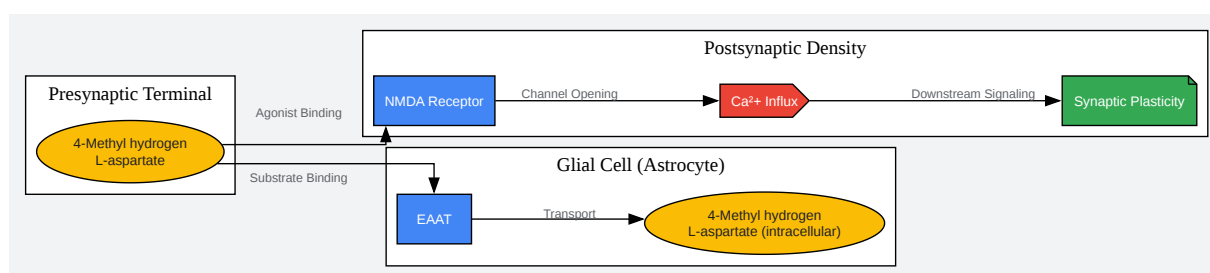 Postsynaptic Density
Presynaptic Terminal
NMDA Receptor
Channel Opening
Ca²+ Influx
Downstream Signaling
Synaptic Plasticity
Agonist Binding
4-Methyl hydrogen
L-aspartate
Substrate Binding
Glial Cell (Astrocyte)
EAAT
Transport
4-Methyl hydrogen
L-aspartate (intracellular)